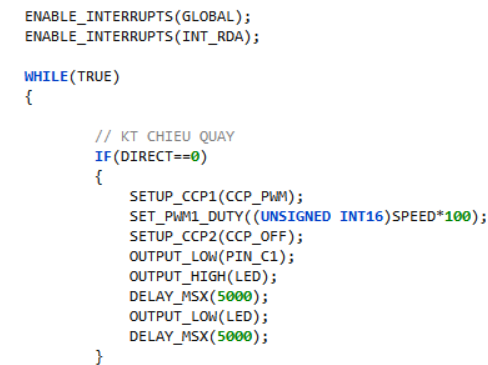 ENABLE_INTERRUPTS(GLOBAL);
ENABLE_INTERRUPTS(INT_RDA);
WHILE(TRUE)
{
// KT CHIEU QUAY
IF(DIRECT==0)
{
SETUP_CCP1(CCP_PWM);
SET_PWM1_DUTY((UNSIGNED INT16)SPEED*100);
SETUP_CCP2(CCP_OFF);
OUTPUT_LOW(PIN_C1);
OUTPUT_HIGH(LED);
DELAY_MSX(5000);
OUTPUT_LOW(LED);
DELAY_MSX(5000);
}